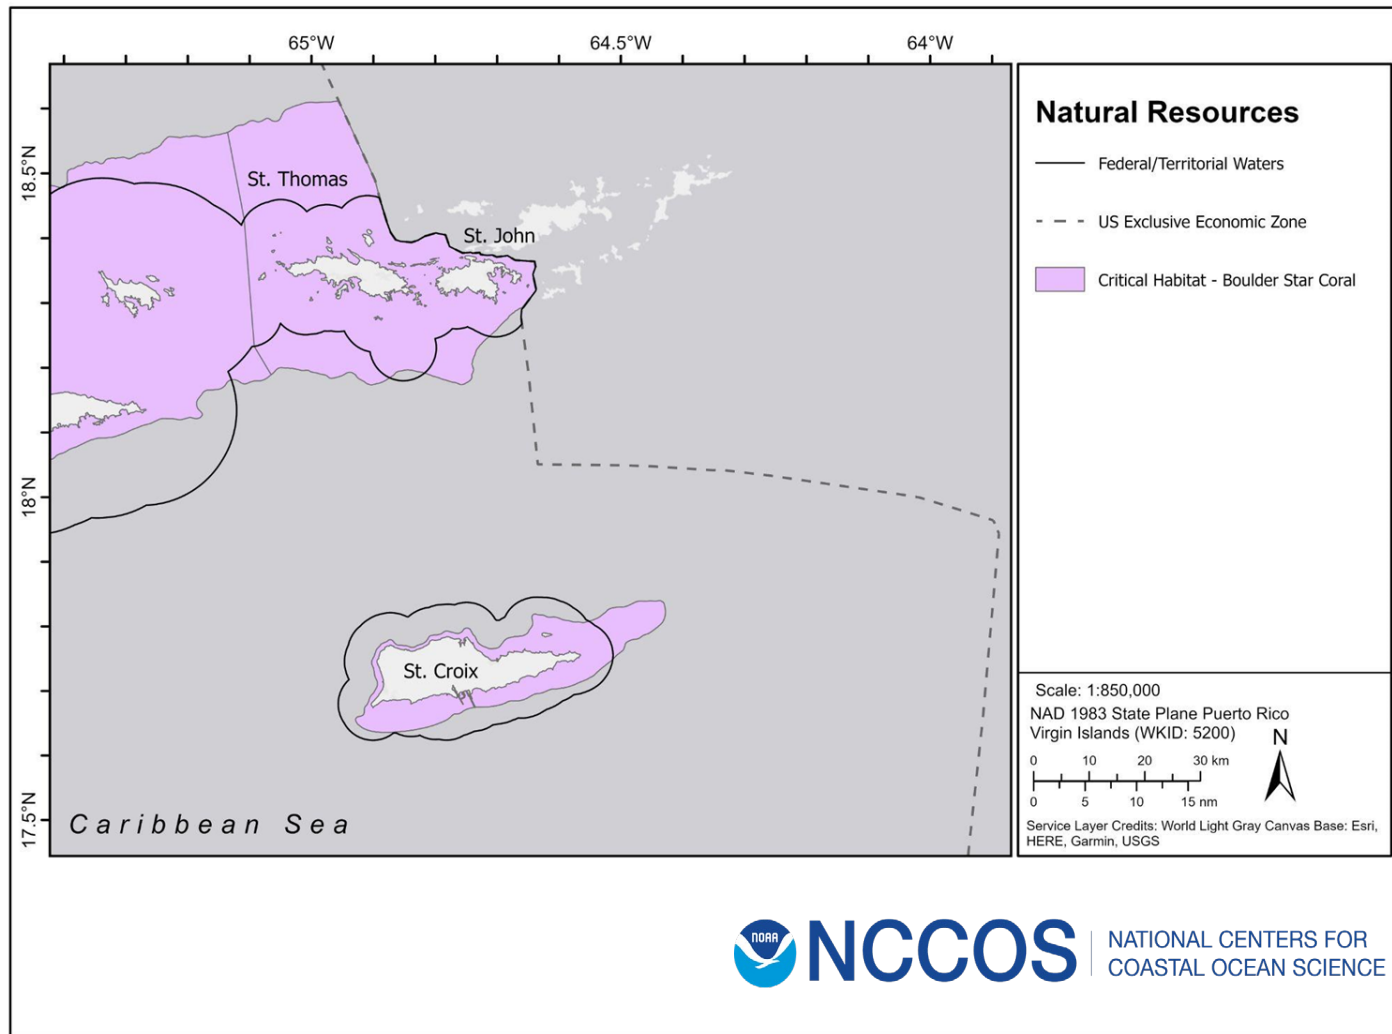 65°W
64.5°W
64°W
18.5°N
18°N
17.5°N
St. Thomas
St. John
St. Croix
Caribbean Sea
Natural Resources
Federal/Territorial Waters
US Exclusive Economic Zone
Critical Habitat - Boulder Star Coral
Scale: 1:850,000
NAD 1983 State Plane Puerto Rico
Virgin Islands (WKID: 5200)
N
0 10 20 30 km
0 5 10 15 nm
Service Layer Credits: World Light Gray Canvas Base: Esri,
HERE, Garmin, USGS
NOAA
NCCOS
NATIONAL CENTERS FOR
COASTAL OCEAN SCIENCE